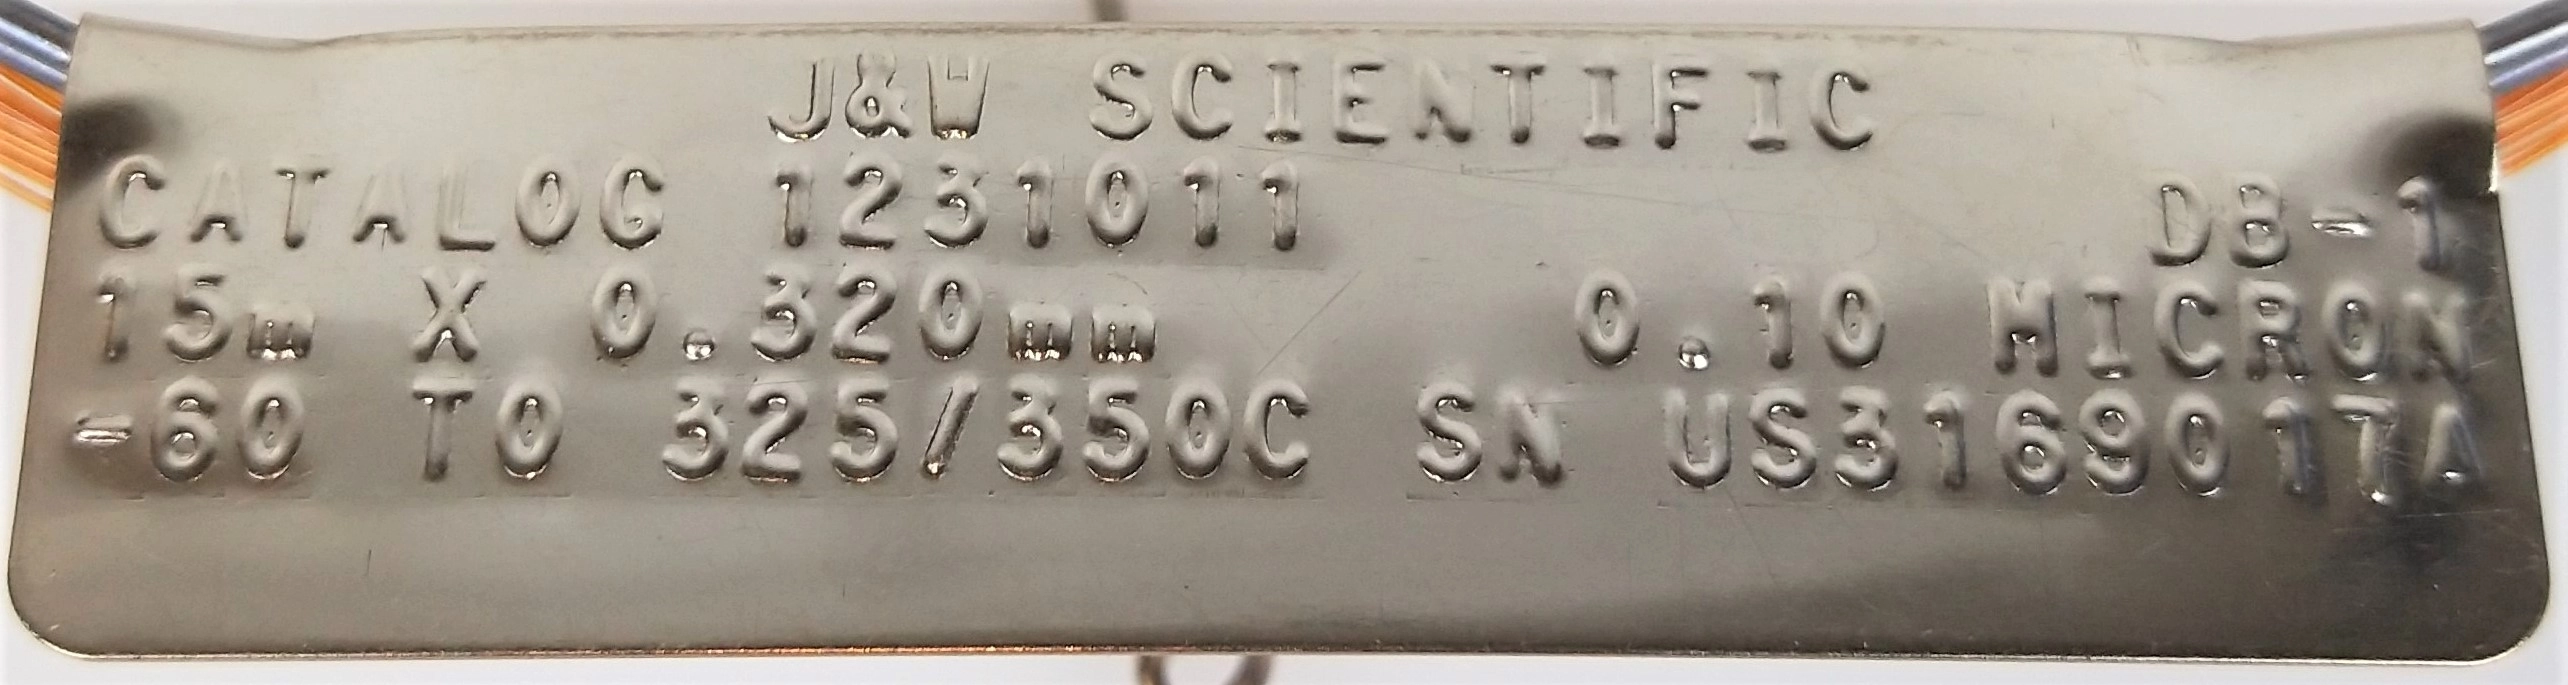 J&W SCIENTIFIC
CATALOG 1231011 DB-1
15m X 0.320mm 0.10 MICRON
-60 TO 325/350C SN US3169017A